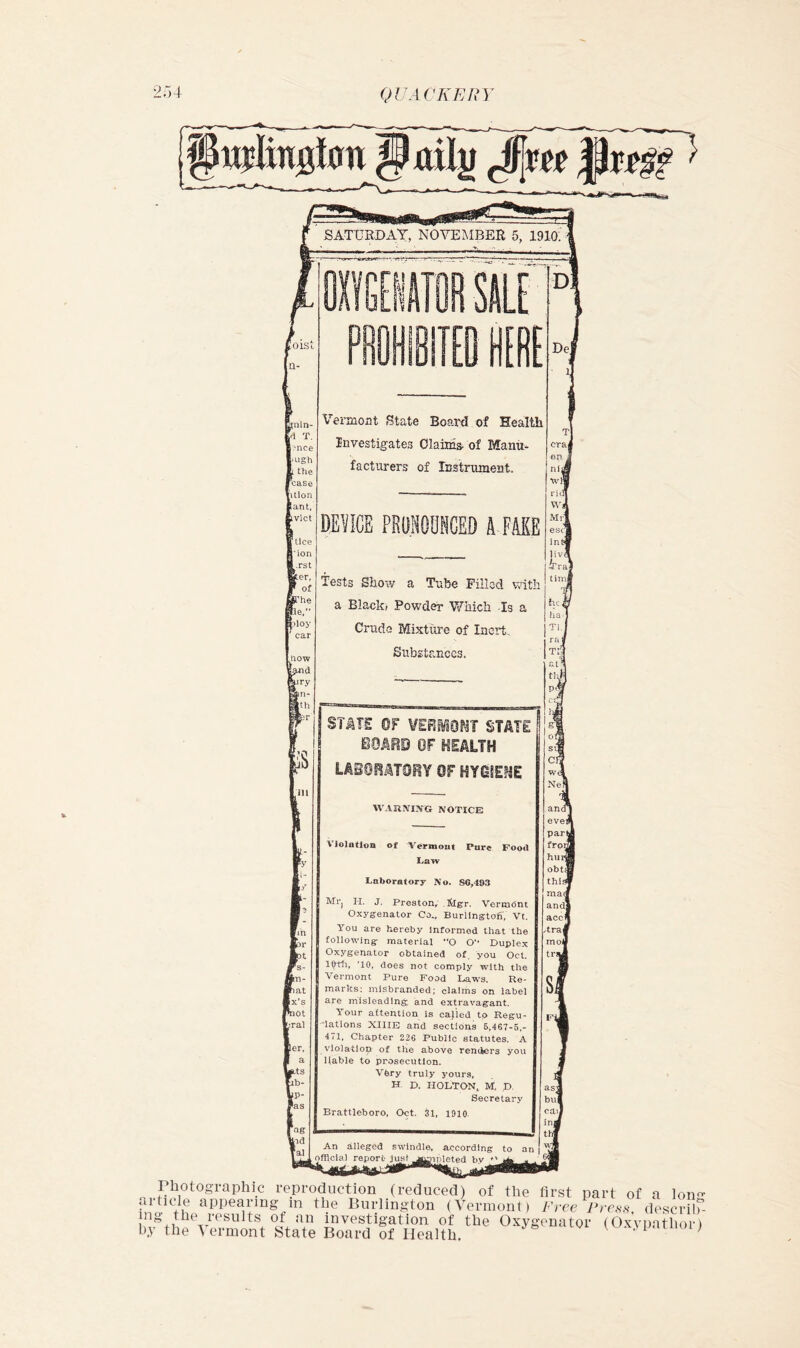 254
QUACKERY
Burlington Daily Free Press
SATURDAY, NOVEMBER 5, 1910.
OXYGENATOR SALE
PROHIBITED HERE
Vermont State Board of Health
Investigates Claims of Manu-
facturers of Instrument.
DEVICE PRONOUNCED A FAKE
Tests Show a Tube Filled with
a Black Powder Which Is a
Crude Mixture of Inert
Substances.
STATE OF VERMONT STATE
BOARD OF HEALTH
LABORATORY OF HYGIENE
WARNING NOTICE
Violation of Vermont Pure Food
Law
Laboratory No. S6,493
Mr. H. J. Preston, Mgr. Vermont
Oxygenator Co., Burlington, Vt.
You are hereby informed that the
following material "O O" Duplex
Oxygenator obtained of you Oct.
10th, '10, does not comply with the
Vermont Pure Food Laws. Re-
marks: misbranded; claims on label
are misleading and extravagant.
Your attention is called to Regu-
lations XIIIE and sections 5,467-5,-
471, Chapter 226 Public statutes. A
violation of the above renders you
liable to prosecution.
Very truly yours,
H. D. HOLTON, M. D.
Secretary
Brattleboro, Oct. 31, 1910.
An alleged swindle, according to an
official report just completed by
Photographic reproduction (reduced) of the first part of a long
article appearing in the Burlington (Vermont) Free Press, describ-
ing the results of an investigation of the Oxygenator (Oxypathor)
by the Vermont State Board of Health.